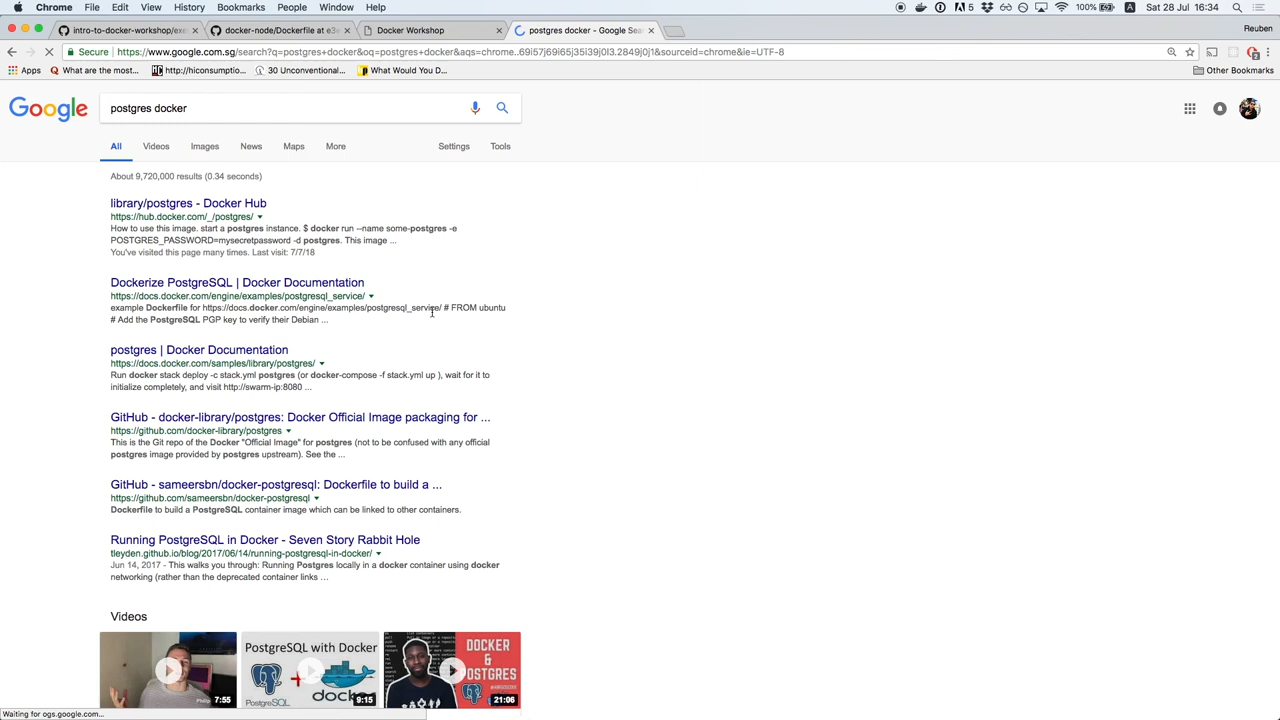 Chrome File Edit View History Bookmarks People Window Help 5 100% A Sat 28 Jul 16:34
intro-to-docker-workshop/exe × docker-node/Dockerfile at e3 × Docker Workshop × postgres docker - Google Sea × Reuben
Secure https://www.google.com.sg/search?q=postgres+docker&oq=postgres+docker&aqs=chrome..69i57j69i65j35i39j0l3.2849j0j1&sourceid=chrome&ie=UTF-8
Apps What are the most... http://hiconsumptio... 30 Unconventional... What Would You D... Other Bookmarks
Google postgres docker
All Videos Images News Maps More Settings Tools
About 9,720,000 results (0.34 seconds)
library/postgres - Docker Hub
https://hub.docker.com/_/postgres/
How to use this image. start a postgres instance. $ docker run --name some-postgres -e
POSTGRES_PASSWORD=mysecretpassword -d postgres. This image ...
You've visited this page many times. Last visit: 7/7/18
Dockerize PostgreSQL | Docker Documentation
https://docs.docker.com/engine/examples/postgresql_service/
example Dockerfile for https://docs.docker.com/engine/examples/postgresql_service/ # FROM ubuntu
# Add the PostgreSQL PGP key to verify their Debian ...
postgres | Docker Documentation
https://docs.docker.com/samples/library/postgres/
Run docker stack deploy -c stack.yml postgres (or docker-compose -f stack.yml up ), wait for it to
initialize completely, and visit http://swarm-ip:8080 ...
GitHub - docker-library/postgres: Docker Official Image packaging for ...
https://github.com/docker-library/postgres
This is the Git repo of the Docker "Official Image" for postgres (not to be confused with any official
postgres image provided by postgres upstream). See the ...
GitHub - sameersbn/docker-postgresql: Dockerfile to build a ...
https://github.com/sameersbn/docker-postgresql
Dockerfile to build a PostgreSQL container image which can be linked to other containers.
Running PostgreSQL in Docker - Seven Story Rabbit Hole
tleyden.github.io/blog/2017/06/14/running-postgresql-in-docker/
Jun 14, 2017 - This walks you through: Running Postgres locally in a docker container using docker
networking (rather than the deprecated container links ...
Videos
7:55
PostgreSQL with Docker
docker
PostgreSQL
9:15
DOCKER
&
POSTGRES
21:06
Waiting for ogs.google.com...